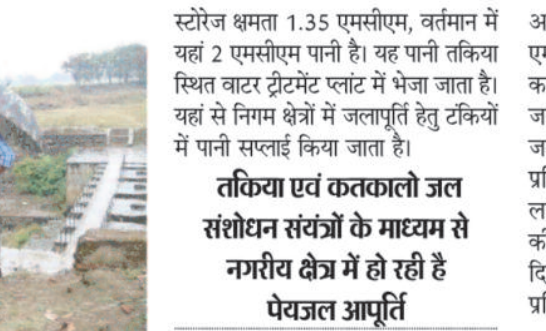 स्टोरेज क्षमता 1.35 एमसीएम, वर्तमान में
यहां 2 एमसीएम पानी है। यह पानी तकिया
स्थित वाटर ट्रीटमेंट प्लांट में भेजा जाता है।
यहां से निगम क्षेत्रों में जलापूर्ति हेतु टंकियों
में पानी सप्लाई किया जाता है।
तकिया एवं कतकालो जल
संशोधन संयंत्रों के माध्यम से
नगरीय क्षेत्र में हो रही है
पेयजल आपूर्ति